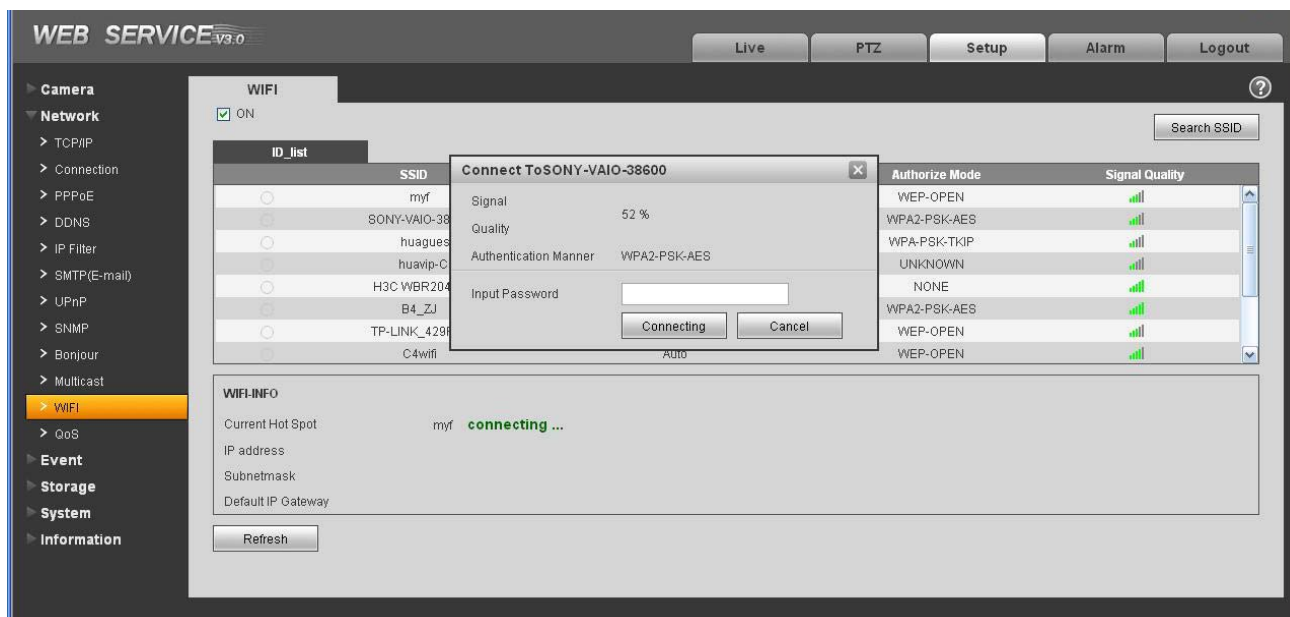 WEB SERVICE V3.0
Live PTZ Setup Alarm Logout
Camera
Network
TCP/IP
Connection
PPPoE
DDNS
IP Filter
SMTP(E-mail)
UPnP
SNMP
Bonjour
Multicast
WIFI
QoS
Event
Storage
System
Information
WIFI
ON
Search SSID
ID_list
SSID Authorize Mode Signal Quality
myf WEP-OPEN
SONY-VAIO-38 WPA2-PSK-AES
huagues WPA-PSK-TKIP
huavip-C UNKNOWN
H3C WBR204 NONE
B4_ZJ WPA2-PSK-AES
TP-LINK_429 WEP-OPEN
C4wifi Auto WEP-OPEN
Connect ToSONY-VAIO-38600
Signal
Quality
52 %
Authentication Manner WPA2-PSK-AES
Input Password
Connecting Cancel
WIFI-INFO
Current Hot Spot myf connecting ...
IP address
Subnetmask
Default IP Gateway
Refresh